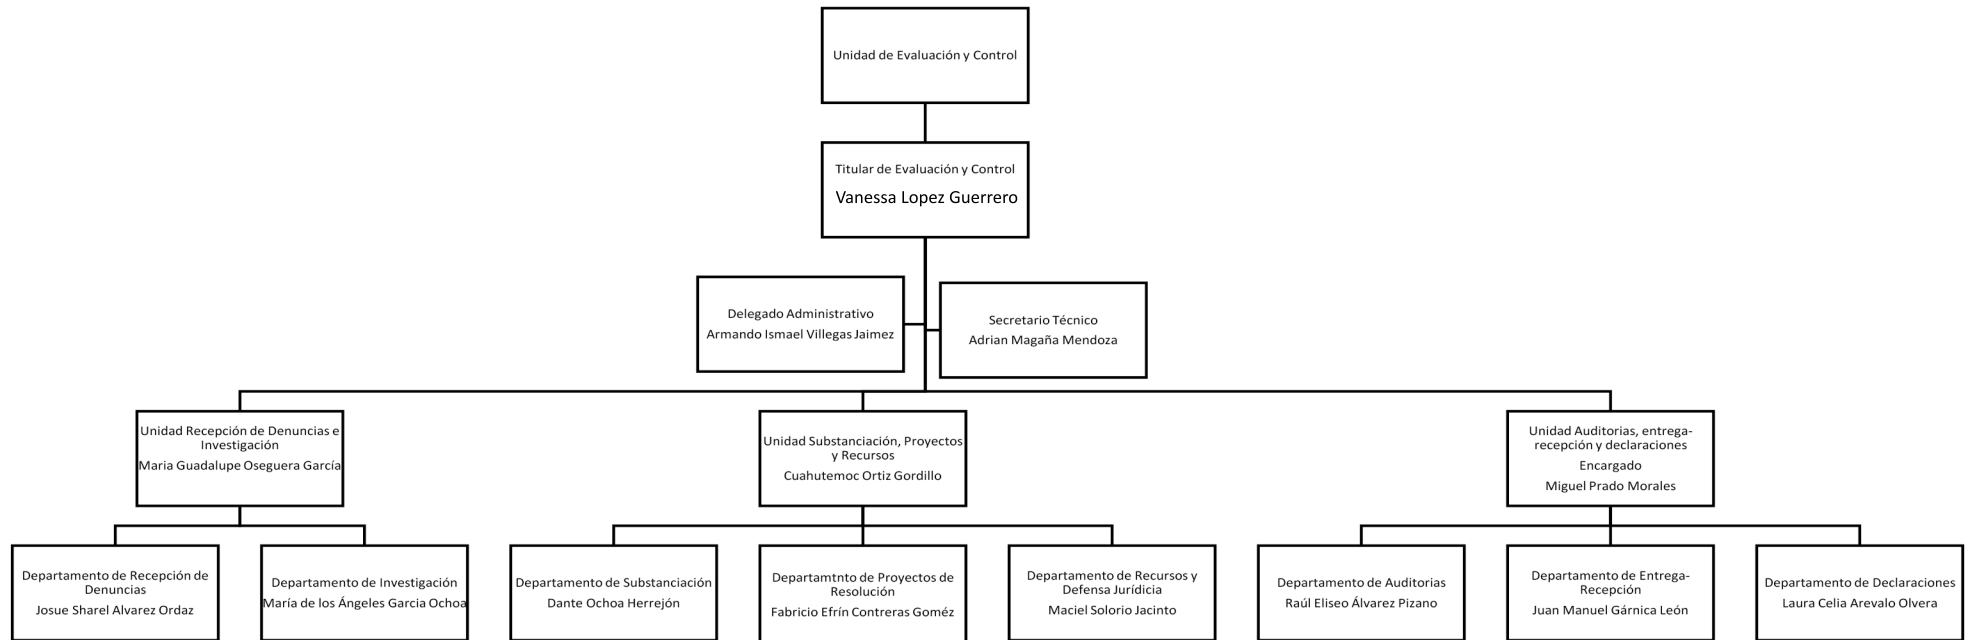 Unidad de Evaluación y Control
Titular de Evaluación y Control
Vanessa Lopez Guerrero
Delegado Administrativo
Armando Ismael Villegas Jaimez
Secretario Técnico
Adrian Magaña Mendoza
Unidad Recepción de Denuncias e
Investigación
Maria Guadalupe Oseguera García
Unidad Substanciación, Proyectos
y Recursos
Cuahutemoc Ortiz Gordillo
Unidad Auditorias, entrega-
recepción y declaraciones
Encargado
Miguel Prado Morales
Departamento de Recepción de
Denuncias
Josue Sharel Alvarez Ordaz
Departamento de Investigación
María de los Ángeles Garcia Ochoa
Departamento de Substanciación
Dante Ochoa Herrejón
Departamtnto de Proyectos de
Resolución
Fabricio Efrín Contreras Goméz
Departamento de Recursos y
Defensa Jurídicia
Maciel Solorio Jacinto
Departamento de Auditorias
Raúl Eliseo Álvarez Pizano
Departamento de Entrega-
Recepción
Juan Manuel Gárnica León
Departamento de Declaraciones
Laura Celia Arevalo Olvera